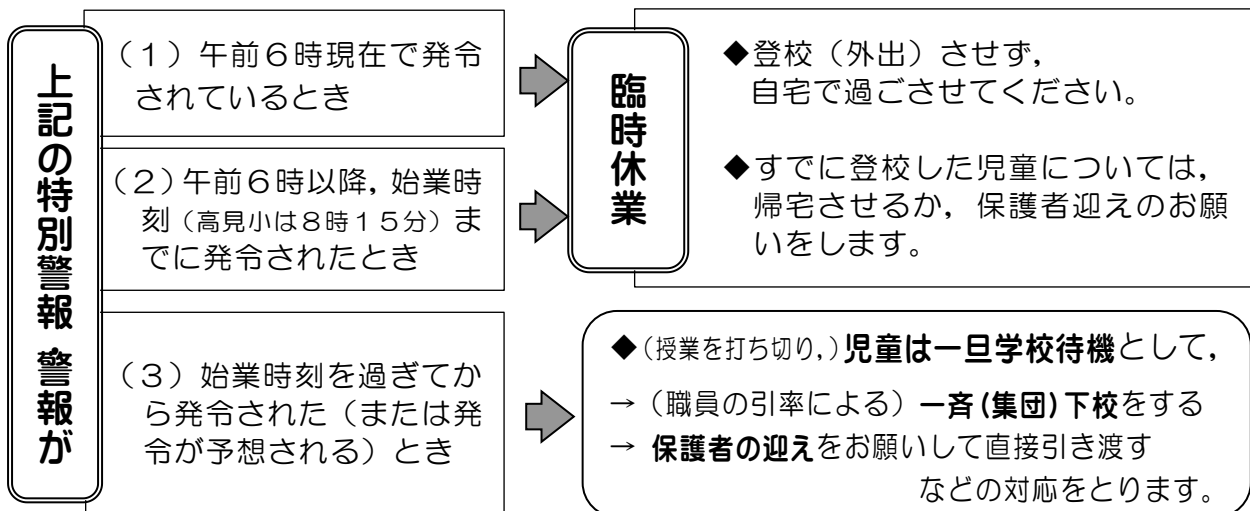 上記の特別警報 警報が
（１）午前６時現在で発令
されているとき
（２）午前６時以降，始業時
刻（高見小は８時１５分）ま
でに発令されたとき
臨時休業
◆登校（外出）させず，
自宅で過ごさせてください。
◆すでに登校した児童については，
帰宅させるか，保護者迎えのお願
いをします。
（３）始業時刻を過ぎてか
ら発令された（または発
令が予想される）とき
◆（授業を打ち切り，）児童は一旦学校待機として，
→（職員の引率による）一斉（集団）下校をする
→ 保護者の迎えをお願いして直接引き渡す
などの対応をとります。